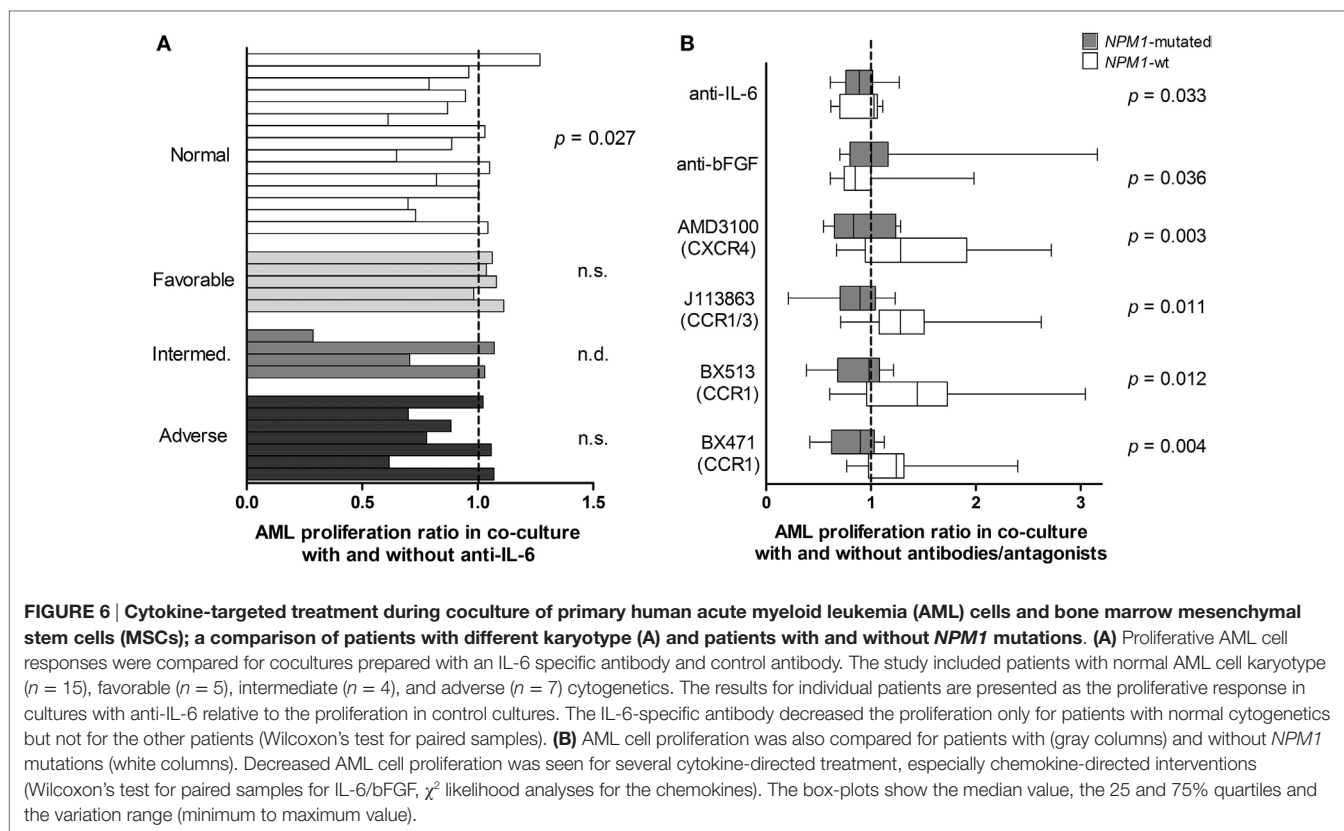 A
Normal
Favorable
Intermed.
Adverse
p = 0.027
n.s.
n.d.
n.s.
0.0
0.5
1.0
1.5
AML proliferation ratio in co-culture
with and without anti-IL-6
B
NPM1-mutated
NPM1-wt
anti-IL-6
p = 0.033
anti-bFGF
p = 0.036
AMD3100
(CXCR4)
p = 0.003
J113863
(CCR1/3)
p = 0.011
BX513
(CCR1)
p = 0.012
BX471
(CCR1)
p = 0.004
0
1
2
3
AML proliferation ratio in co-culture
with and without antibodies/antagonists
FIGURE 6 | Cytokine-targeted treatment during coculture of primary human acute myeloid leukemia (AML) cells and bone marrow mesenchymal
stem cells (MSCs); a comparison of patients with different karyotype (A) and patients with and without NPM1 mutations. (A) Proliferative AML cell
responses were compared for cocultures prepared with an IL-6 specific antibody and control antibody. The study included patients with normal AML cell karyotype
(n = 15), favorable (n = 5), intermediate (n = 4), and adverse (n = 7) cytogenetics. The results for individual patients are presented as the proliferative response in
cultures with anti-IL-6 relative to the proliferation in control cultures. The IL-6-specific antibody decreased the proliferation only for patients with normal cytogenetics
but not for the other patients (Wilcoxon's test for paired samples). (B) AML cell proliferation was also compared for patients with (gray columns) and without NPM1
mutations (white columns). Decreased AML cell proliferation was seen for several cytokine-directed treatment, especially chemokine-directed interventions
(Wilcoxon's test for paired samples for IL-6/bFGF, χ² likelihood analyses for the chemokines). The box-plots show the median value, the 25 and 75% quartiles and
the variation range (minimum to maximum value).